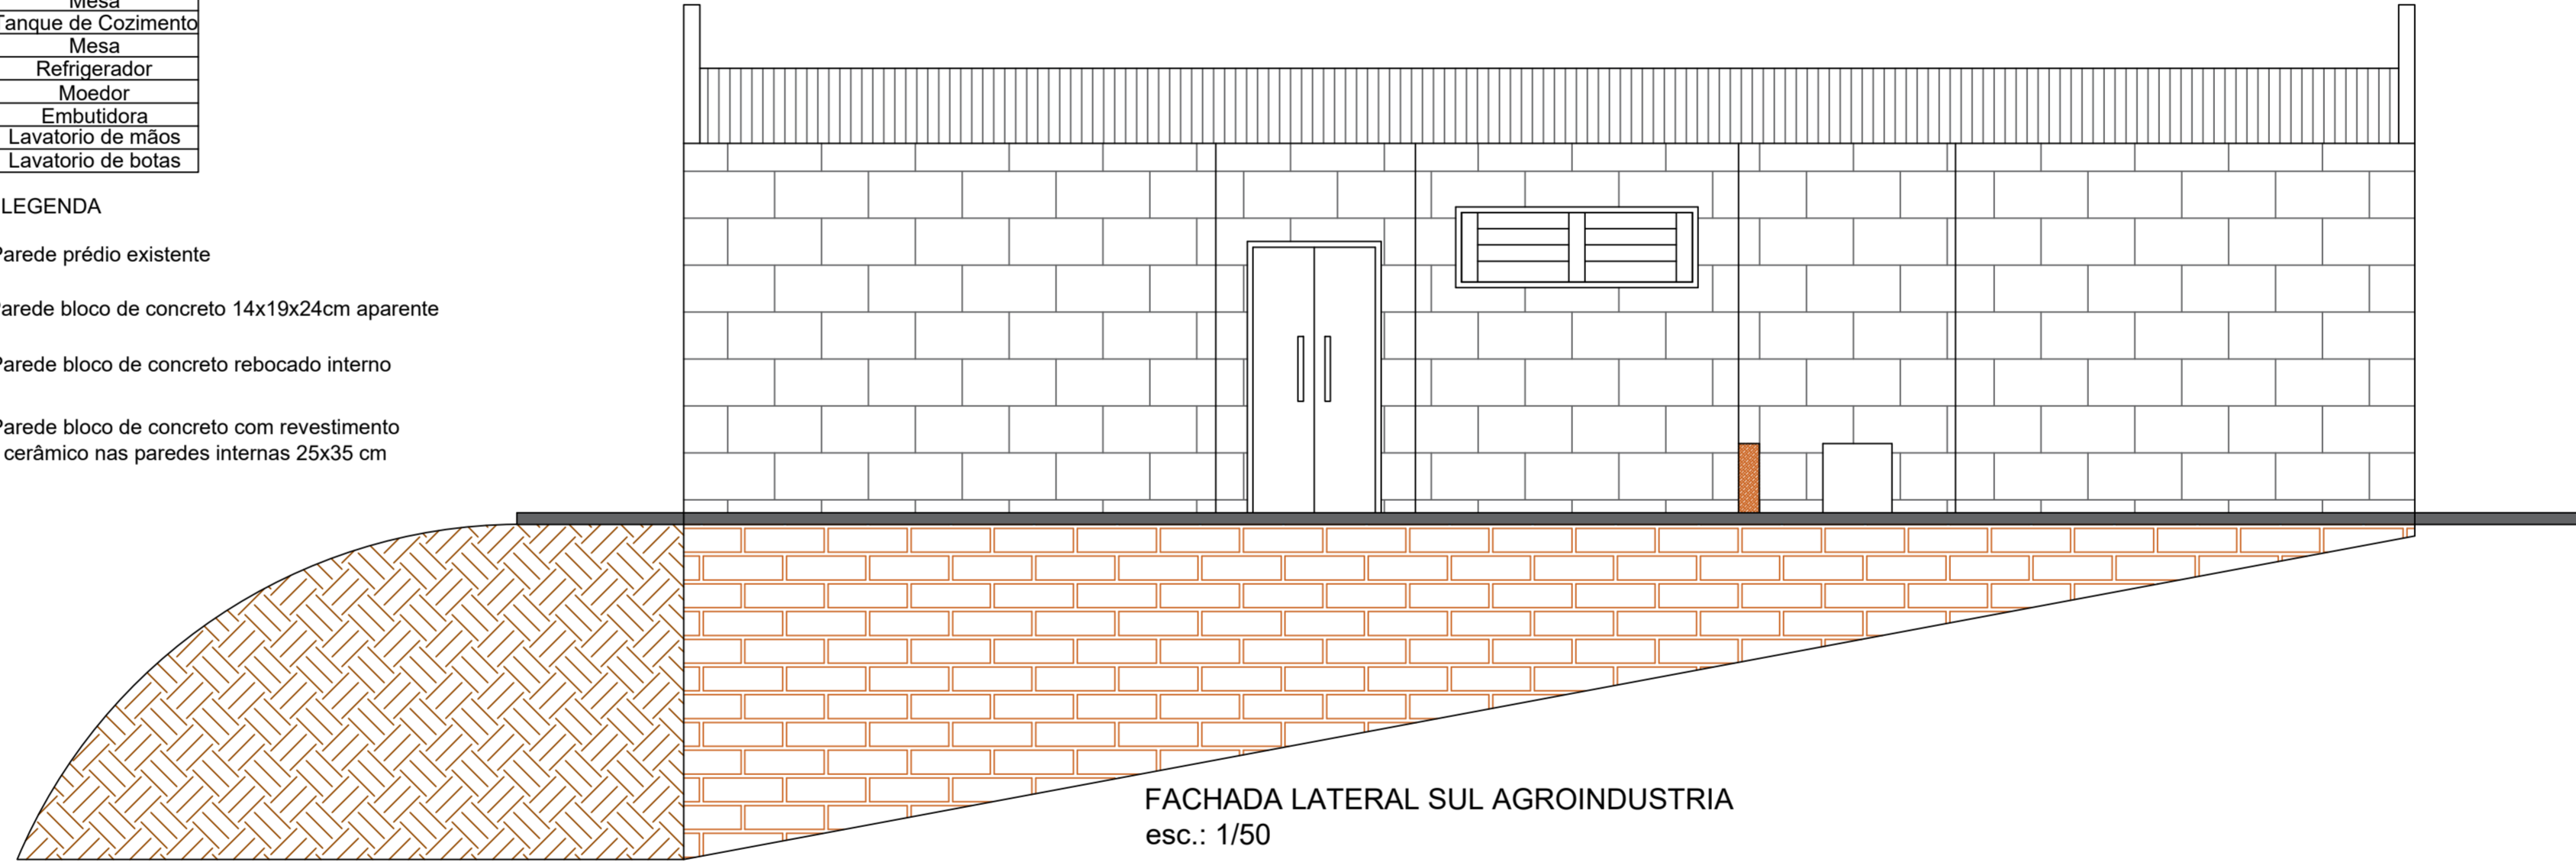 Mesa
Tanque de Cozimento
Mesa
Refrigerador
Moedor
Embutidora
Lavatorio de mãos
Lavatorio de botas
LEGENDA
Parede prédio existente
Parede bloco de concreto 14x19x24cm aparente
Parede bloco de concreto rebocado interno
Parede bloco de concreto com revestimento
cerâmico nas paredes internas 25x35 cm
FACHADA LATERAL SUL AGROINDUSTRIA
esc.: 1/50